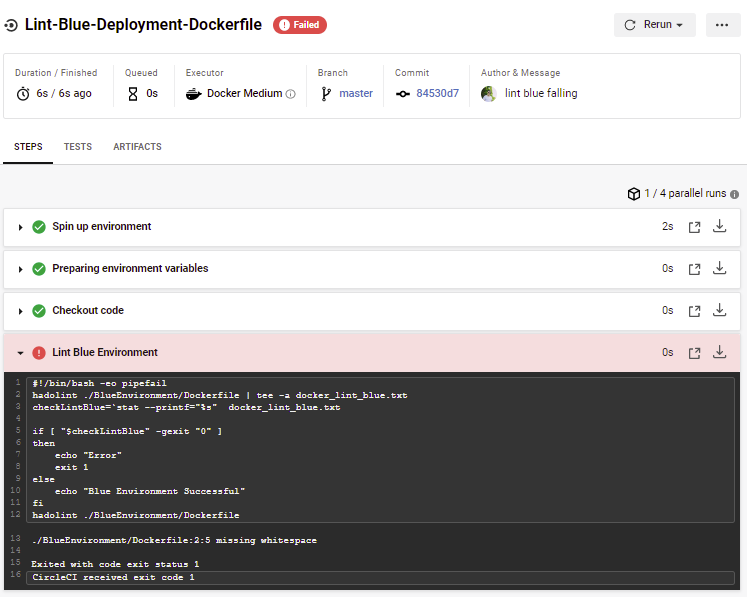 Lint-Blue-Deployment-Dockerfile Failed Rerun
Duration / Finished Queued Executor Branch Commit Author & Message
6s / 6s ago 0s Docker Medium master 84530d7 lint blue falling
STEPS TESTS ARTIFACTS
1 / 4 parallel runs
Spin up environment 2s
Preparing environment variables 0s
Checkout code 0s
Lint Blue Environment 0s
1 #!/bin/bash -eo pipefail
2 hadolint ./BlueEnvironment/Dockerfile | tee -a docker_lint_blue.txt
3 checkLintBlue=`stat --printf="%s"  docker_lint_blue.txt
4
5 if [ "$checkLintBlue" -gexit "0" ]
6 then
7     echo "Error"
8     exit 1
9 else
10     echo "Blue Environment Successful"
11 fi
12 hadolint ./BlueEnvironment/Dockerfile
13 ./BlueEnvironment/Dockerfile:2:5 missing whitespace
14
15 Exited with code exit status 1
16 CircleCI received exit code 1